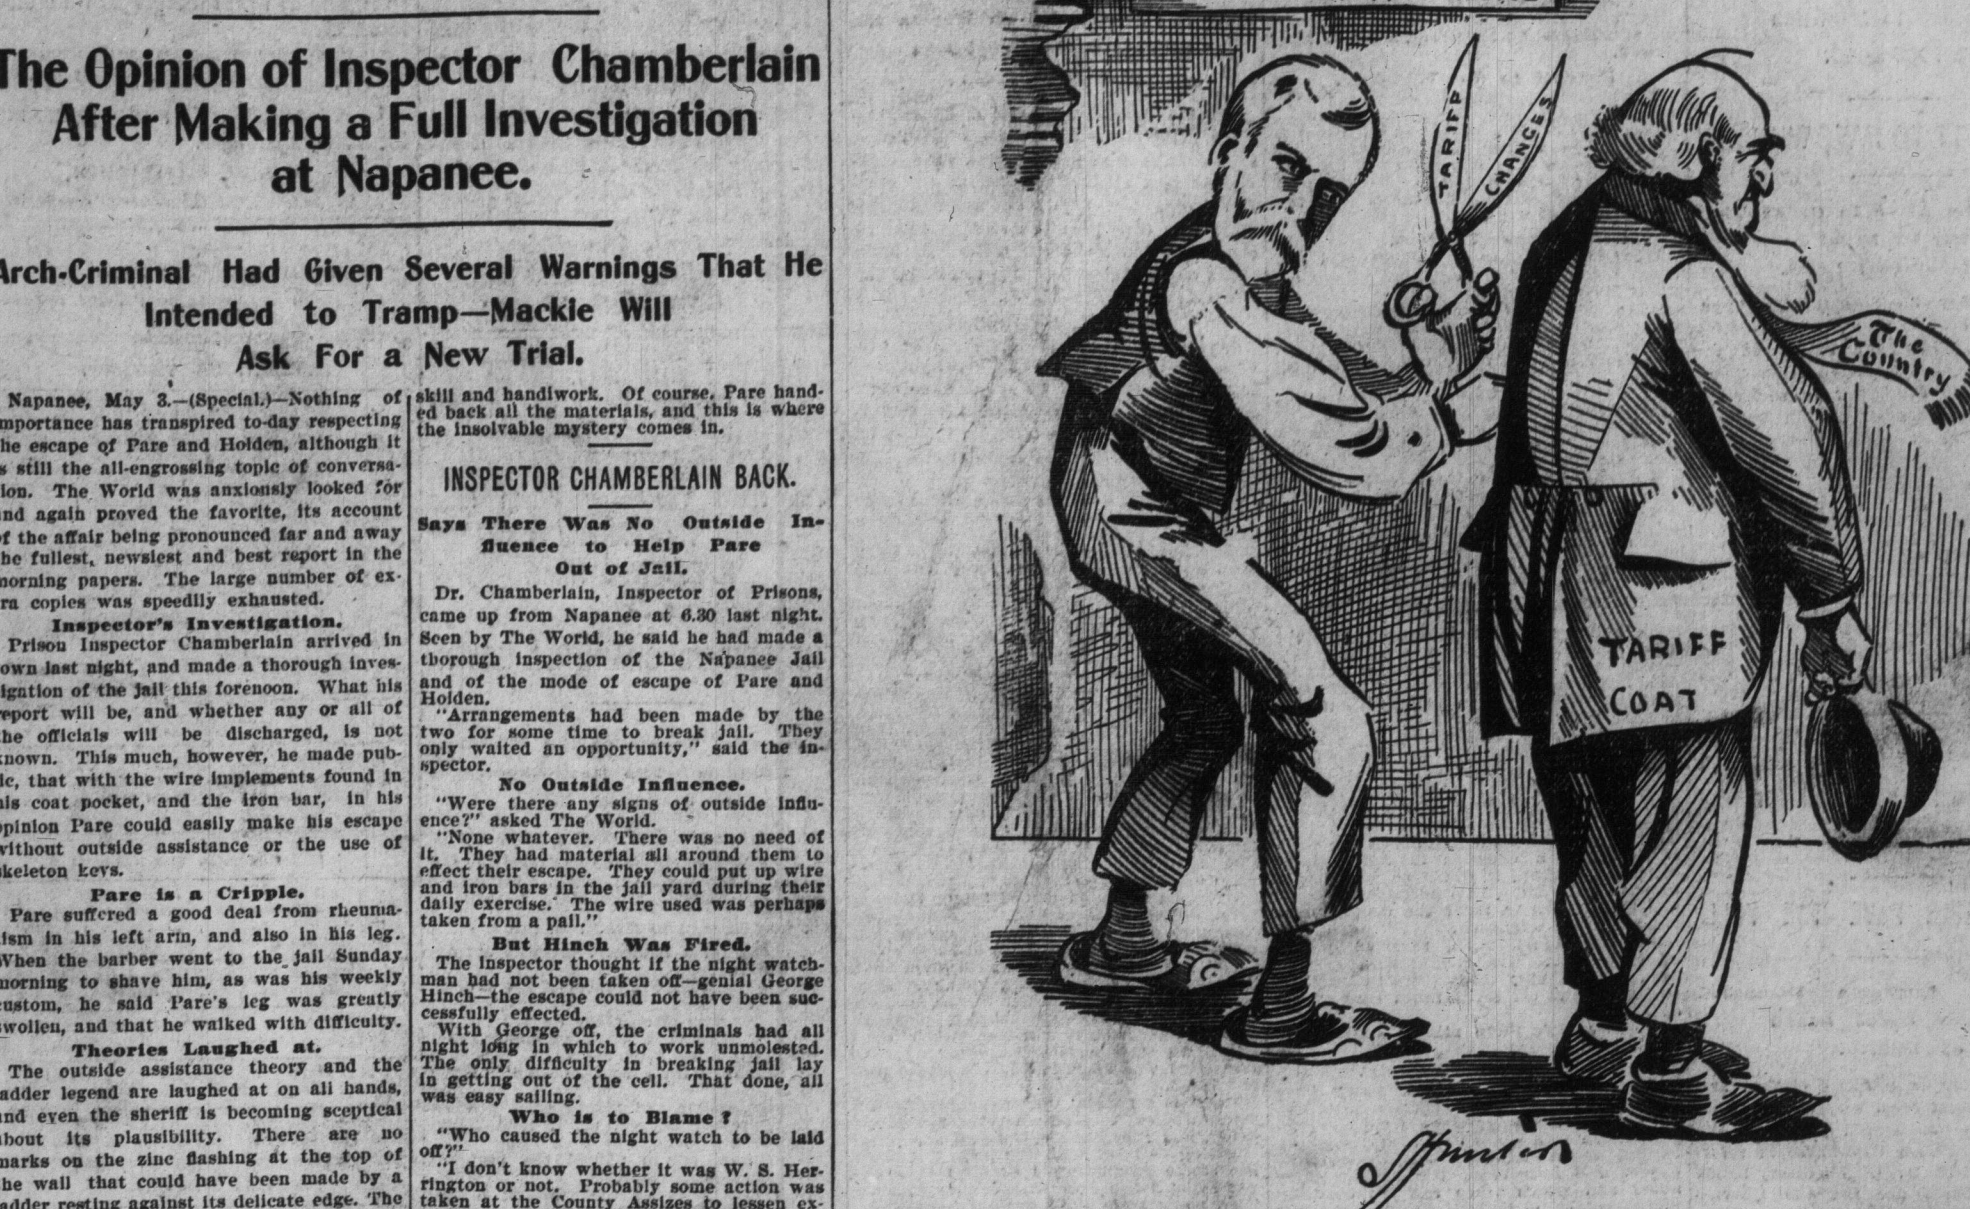 The Opinion of Inspector Chamberlain
After Making a Full Investigation
at Napanee.
Arch-Criminal Had Given Several Warnings That He
Intended to Tramp—Mackie Will
Ask For a New Trial.
Napanee, May 3.—(Special.)—Nothing of
importance has transpired to-day respecting
the escape of Pare and Holden, although it
is still the all-engrossing topic of conversa-
tion. The World was anxiously looked for
and again proved the favorite, its account
of the affair being pronounced far and away
the fullest, newsiest and best report in the
morning papers. The large number of ex-
tra copies was speedily exhausted.
Inspector's Investigation.
Prison Inspector Chamberlain arrived in
town last night, and made a thorough inves-
tigation of the jail this forenoon. What his
report will be, and whether any or all of
the officials will be discharged, is not
known. This much, however, he made pub-
lic, that with the wire implements found in
his coat pocket, and the iron bar, in his
opinion Pare could easily make his escape
without outside assistance or the use of
skeleton keys.
Pare is a Cripple.
Pare suffered a good deal from rheuma-
tism in his left arm, and also in his leg.
When the barber went to the jail Sunday
morning to shave him, as was his weekly
custom, he said Pare's leg was greatly
swollen, and that he walked with difficulty.
Theories Laughed at.
The outside assistance theory and the
ladder legend are laughed at on all hands,
and even the sheriff is becoming sceptical
about its plausibility. There are no
marks on the zinc flashing at the top of
the wall that could have been made by a
ladder resting against its delicate edge. The
skill and handiwork. Of course, Pare hand-
ed back all the materials, and this is where
the insolvable mystery comes in.
INSPECTOR CHAMBERLAIN BACK.
Says There Was No Outside In-
fluence to Help Pare
Out of Jail.
Dr. Chamberlain, Inspector of Prisons,
came up from Napanee at 6.30 last night.
Seen by The World, he said he had made a
thorough inspection of the Napanee Jail
and of the mode of escape of Pare and
Holden.
"Arrangements had been made by the
two for some time to break jail. They
only waited an opportunity," said the in-
spector.
No Outside Influence.
"Were there any signs of outside influ-
ence?" asked The World.
"None whatever. There was no need of
it. They had material all around them to
effect their escape. They could put up wire
and iron bars in the jail yard during their
daily exercise. The wire used was perhaps
taken from a pail."
But Hinch Was Fired.
The inspector thought if the night watch-
man had not been taken off—genial George
Hinch—the escape could not have been suc-
cessfully effected.
With George off, the criminals had all
night long in which to work unmolested.
The only difficulty in breaking jail lay
in getting out of the cell. That done, all
was easy sailing.
Who is to Blame?
"Who caused the night watch to be laid
off?"
"I don't know whether it was W. S. Her-
rington or not. Probably some action was
taken at the County Assizes to lessen ex-
TARIFF
CHANGES
The
Country
TARIFF
COAT